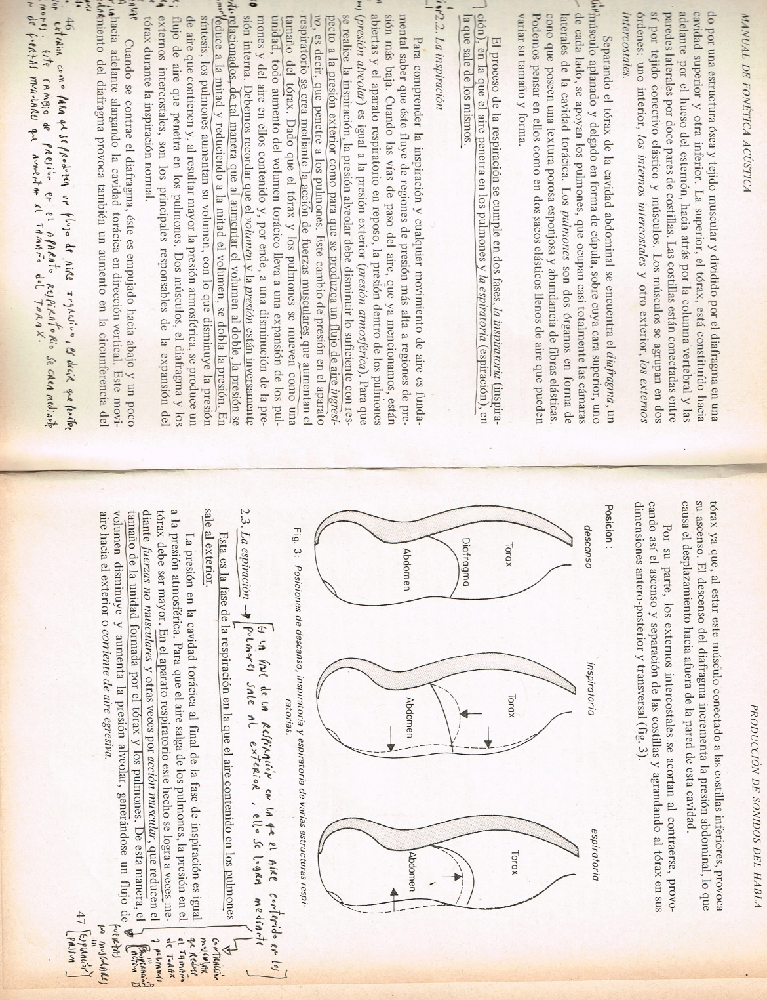 MANUAL DE FONÉTICA ACÚSTICA
do por una estructura ósea y tejido muscular y dividido por el diafragma en una
cavidad superior y otra inferior. La superior, el tórax, está constituído hacia
adelante por el hueso del esternón, hacia atrás por la columna vertebral y las
paredes laterales por doce pares de costillas. Las costillas están conectadas entre
sí por tejido conectivo elástico y músculos. Los músculos se agrupan en dos
órdenes: uno interior, los internos intercostales y otro exterior, los externos
intercostales.
Separando el tórax de la cavidad abdominal se encuentra el diafragma, un
músculo aplanado y delgado en forma de cúpula, sobre cuya cara superior, uno
de cada lado, se apoyan los pulmones, que ocupan casi totalmente las cámaras
laterales de la cavidad torácica. Los pulmones son dos órganos en forma de
cono que poseen una textura porosa esponjosa y abundancia de fibras elásticas.
Podemos pensar en ellos como en dos sacos elásticos llenos de aire que pueden
variar su tamaño y forma.
El proceso de la respiración se cumple en dos fases, la inspiratoria (inspira-
ción), en la que el aire penetra en los pulmones y la espiratoria (espiración), en
la que sale de los mismos.
2.2. La inspiración
Para comprender la inspiración y cualquier movimiento de aire es funda-
mental saber que éste fluye de regiones de presión más alta a regiones de pre-
sión más baja. Cuando las vías de paso del aire, que ya mencionamos, están
abiertas y el aparato respiratorio en reposo, la presión dentro de los pulmones
(presión alveolar) es igual a la presión exterior (presión atmosférica). Para que
se realice la inspiración, la presión alveolar debe disminuir lo suficiente con res-
pecto a la presión exterior como para que se produzca un flujo de aire ingresi-
vo, es decir, que penetre a los pulmones. Este cambio de presión en el aparato
respiratorio se crea mediante la acción de fuerzas musculares que aumentan el
tamaño del tórax. Dado que el tórax y los pulmones se mueven como una
unidad, todo aumento del volumen torácico lleva a una expansión de los pul-
mones y del aire en ellos contenido y, por ende, a una disminución de la pre-
sión interna. Debemos recordar que el volumen y la presión están inversamente
relacionados, de tal manera que al aumentar el volumen al doble, la presión se
reduce a la mitad y reduciendo a la mitad el volumen, se dobla la presión. En
síntesis, los pulmones aumentan su volumen, con lo que disminuye la presión
de aire que contienen y, al resultar mayor la presión atmosférica, se produce un
flujo de aire que penetra en los pulmones. Dos músculos, el diafragma y los
externos intercostales, son los principales responsables de la expansión del
tórax durante la inspiración normal.
Cuando se contrae el diafragma, éste es empujado hacia abajo y un poco
hacia adelante alargando la cavidad torácica en dirección vertical. Este movi-
miento del diafragma provoca también un aumento en la circunferencia del
46
externa como para que se produzca un flujo de aire ingresivo, es decir que penetre
mones; este cambio de presión en el aparato respiratorio se crea mediante
n de fuerzas musculares que aumentan el tamaño del torax.
PRODUCCIÓN DE SONIDOS DEL HABLA
tórax ya que, al estar este músculo conectado a las costillas inferiores, provoca
su ascenso. El descenso del diafragma incrementa la presión abdominal, lo que
causa el desplazamiento hacia afuera de la pared de esta cavidad.
Por su parte, los externos intercostales se acortan al contraerse, provo-
cando así el ascenso y separación de las costillas y agrandando al tórax en sus
dimensiones antero-posterior y transversal (fig. 3).
Posicion :
descanso
inspiratoria
espiratoria
Torax
Diafragma
Abdomen
Torax
Abdomen
Torax
Abdomen
Fig. 3: Posiciones de descanso, inspiratoria y espiratoria de varias estructuras respi-
ratorias.
2.3. La espiración
Es la fase de la respiración en la que el aire contenido en los
pulmones sale al exterior, ello se logra mediante
Esta es la fase de la respiración en la que el aire contenido en los pulmones
sale al exterior.
La presión en la cavidad torácica al final de la fase de inspiración es igual
a la presión atmosférica. Para que el aire salga de los pulmones, la presión en el
tórax debe ser mayor. En el aparato respiratorio este hecho se logra a veces me-
diante fuerzas no musculares y otras veces por acción muscular, que reducen el
tamaño de la unidad formada por el tórax y los pulmones. De esta manera, el
volumen disminuye y aumenta la presión alveolar, generándose un flujo de
aire hacia el exterior o corriente de aire egresiva.
contracción
muscular
que reduce
el tamaño
de torax
y pulmones
espiración
activa
fuerzas
no musculares
espiración
pasiva
47